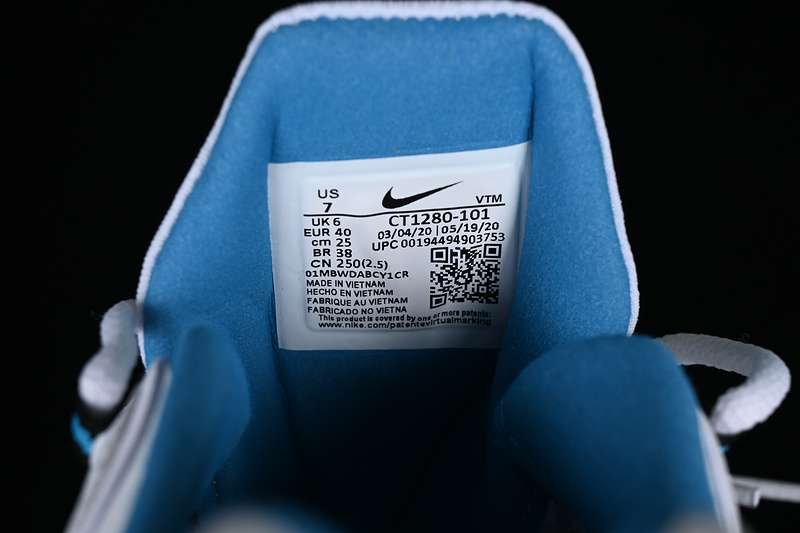 US
7
VTM
UK 6
CT1280-101
EUR 40
03/04/20 | 05/19/20
cm 25
UPC 00194494903753
BR 38
CN 250(2.5)
01MBWDABCY1CR
MADE IN VIETNAM
HECHO EN VIETNAM
FABRIQUE AU VIETNAM
FABRICADO NO VIETNA
This product is covered by one or more patents:
www.nike.com/patentevirtualmarking